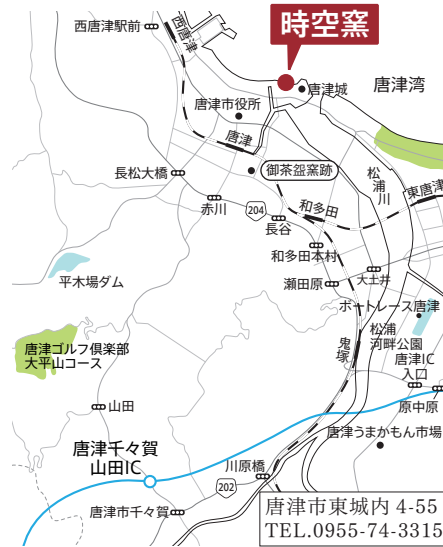 西唐津駅前
西唐津
時空窯
唐津城
唐津湾
唐津市役所
唐津
御茶盌窯跡
松浦川
東唐津
長松大橋
赤川
204
長谷
和多田
和多田本村
瀬田原
大土井
平木場ダム
ボートレース唐津
鬼塚
松浦
河畔公園
唐津ゴルフ倶楽部
大平山コース
唐津IC
入口
原中原
山田
唐津うまかもん市場
唐津千々賀
山田IC
川原橋
202
唐津市千々賀
唐津市東城内 4-55
TEL.0955-74-3315